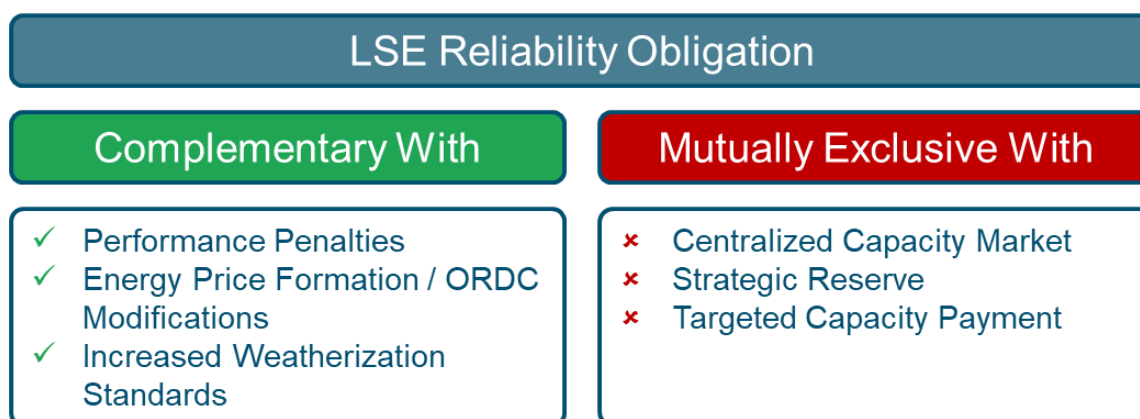 LSE Reliability Obligation
Complementary With
Mutually Exclusive With
✓ Performance Penalties
✓ Energy Price Formation / ORDC
Modifications
✓ Increased Weatherization
Standards
× Centralized Capacity Market
× Strategic Reserve
× Targeted Capacity Payment